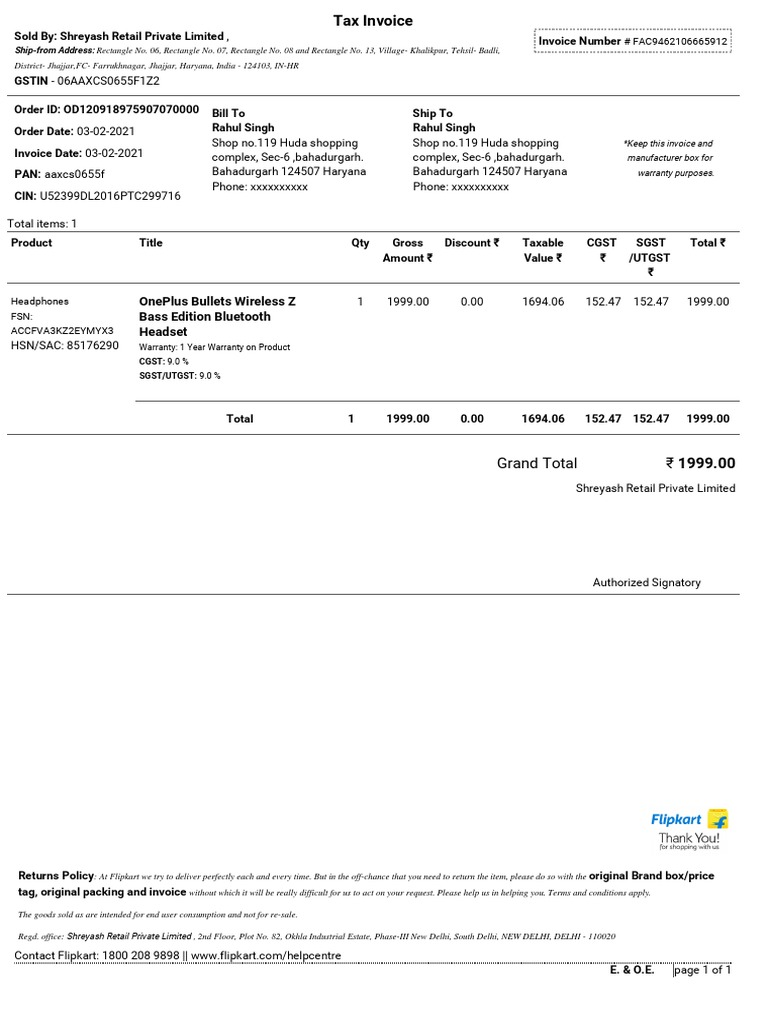 Tax Invoice
Sold By: Shreyash Retail Private Limited ,
Ship-from Address: Rectangle No. 06, Rectangle No. 07, Rectangle No. 08 and Rectangle No. 13, Village- Khalikpur, Tehsil- Badli,
District- Jhajjar,FC- Farrukhnagar, Jhajjar, Haryana, India - 124103, IN-HR
GSTIN - 06AAXCS0655F1Z2
Invoice Number # FAC9462106665912
Order ID: OD120918975907070000
Order Date: 03-02-2021
Invoice Date: 03-02-2021
PAN: aaxcs0655f
CIN: U52399DL2016PTC299716
Bill To
Rahul Singh
Shop no.119 Huda shopping
complex, Sec-6 ,bahadurgarh.
Bahadurgarh 124507 Haryana
Phone: xxxxxxxxxx
Ship To
Rahul Singh
Shop no.119 Huda shopping
complex, Sec-6 ,bahadurgarh.
Bahadurgarh 124507 Haryana
Phone: xxxxxxxxxx
*Keep this invoice and
manufacturer box for
warranty purposes.
Total items: 1
Product Title Qty Gross Amount ₹ Discount ₹ Taxable Value ₹ CGST ₹ SGST /UTGST ₹ Total ₹
Headphones
FSN:
ACCFVA3KZ2EYMYX3
HSN/SAC: 85176290
OnePlus Bullets Wireless Z
Bass Edition Bluetooth
Headset
Warranty: 1 Year Warranty on Product
CGST: 9.0 %
SGST/UTGST: 9.0 %
1 1999.00 0.00 1694.06 152.47 152.47 1999.00
Total 1 1999.00 0.00 1694.06 152.47 152.47 1999.00
Grand Total ₹ 1999.00
Shreyash Retail Private Limited
Authorized Signatory
Flipkart
Thank You!
for shopping with us
Returns Policy: At Flipkart we try to deliver perfectly each and every time. But in the off-chance that you need to return the item, please do so with the original Brand box/price
tag, original packing and invoice without which it will be really difficult for us to act on your request. Please help us in helping you. Terms and conditions apply.
The goods sold as are intended for end user consumption and not for re-sale.
Regd. office: Shreyash Retail Private Limited , 2nd Floor, Plot No. 82, Okhla Industrial Estate, Phase-III New Delhi, South Delhi, NEW DELHI, DELHI - 110020
Contact Flipkart: 1800 208 9898 || www.flipkart.com/helpcentre
E. & O.E. page 1 of 1